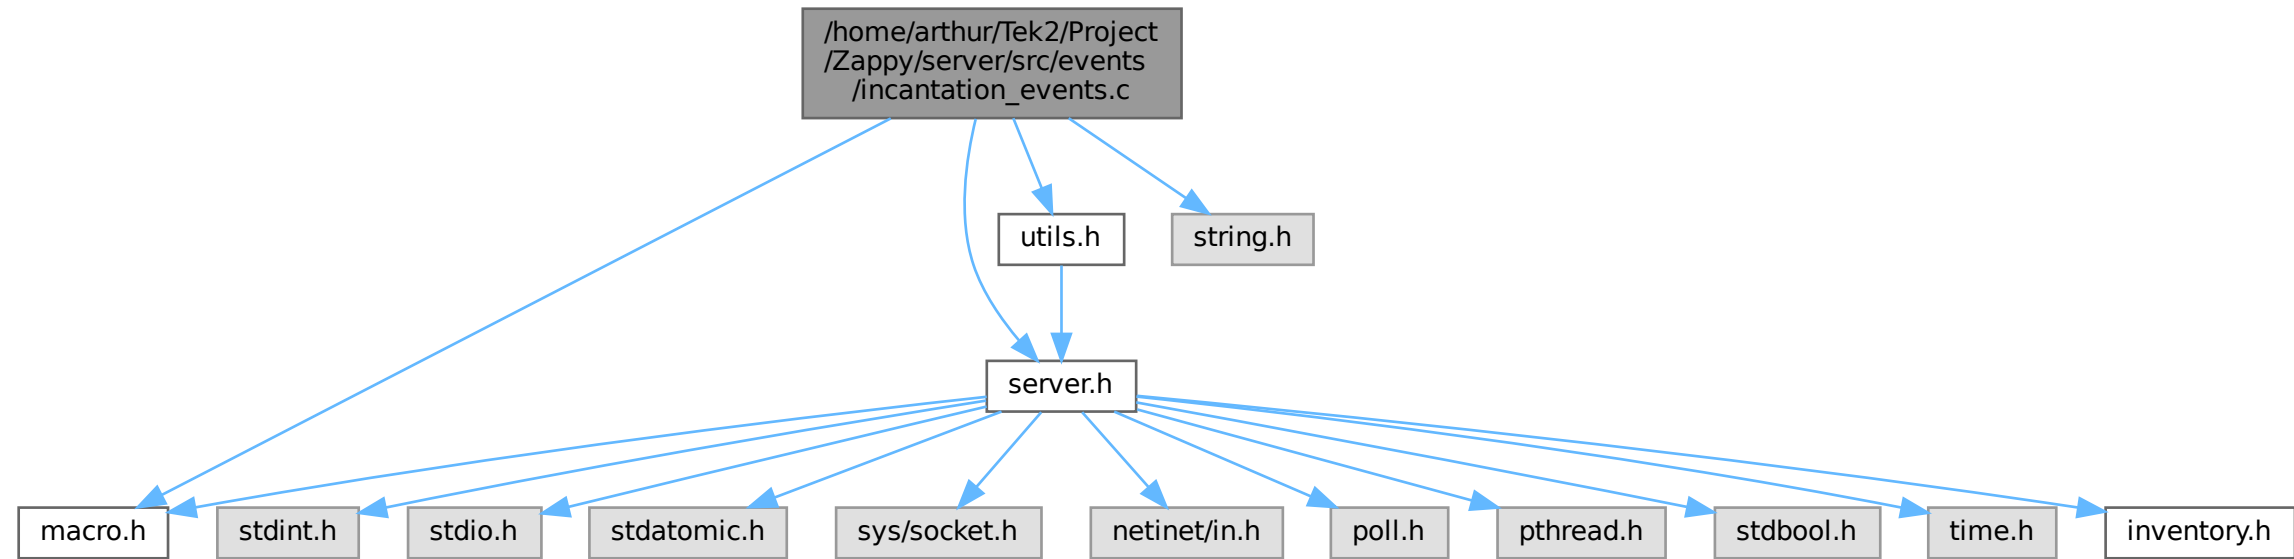 /home/arthur/Tek2/Project
/Zappy/server/src/events
/incantation_events.c
utils.h
string.h
server.h
macro.h
stdint.h
stdio.h
stdatomic.h
sys/socket.h
netinet/in.h
poll.h
pthread.h
stdbool.h
time.h
inventory.h